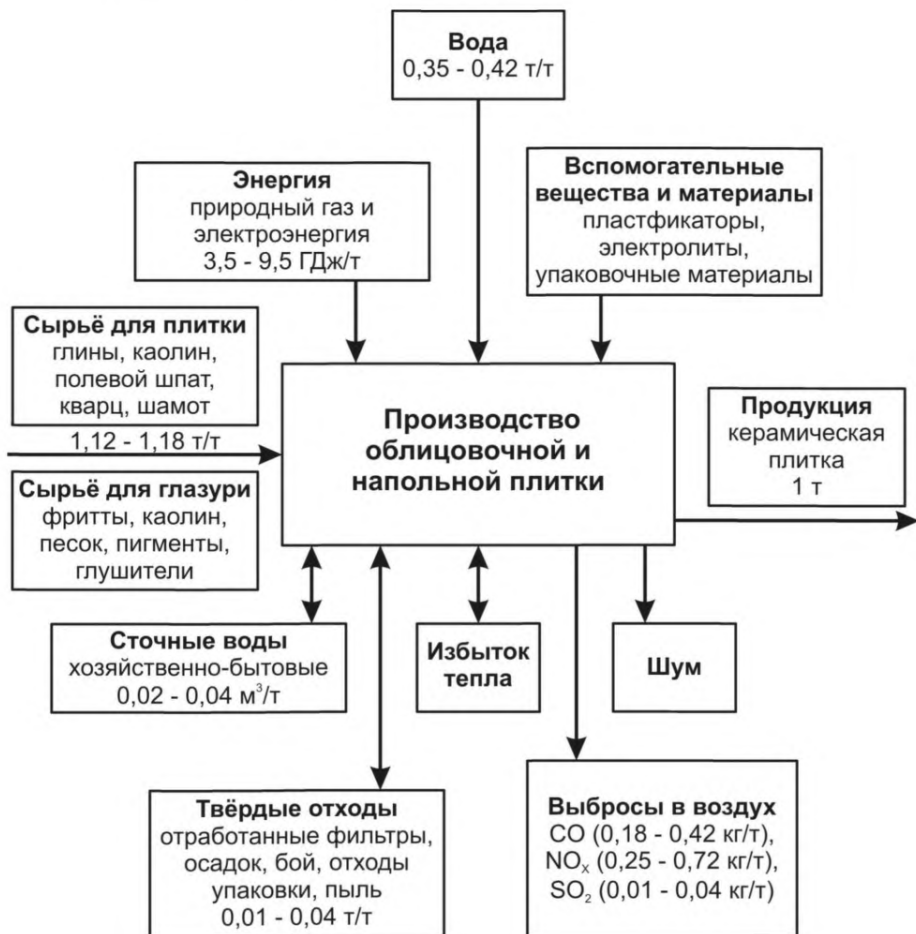 Вода
0,35 - 0,42 т/т
Энергия
природный газ и
электроэнергия
3,5 - 9,5 ГДж/т
Вспомогательные
вещества и материалы
пластфикаторы,
электролиты,
упаковочные материалы
Сырьё для плитки
глины, каолин,
полевой шпат,
кварц, шамот
1,12 - 1,18 т/т
Сырьё для глазури
фритты, каолин,
песок, пигменты,
глушители
Производство
облицовочной и
напольной плитки
Продукция
керамическая
плитка
1 т
Сточные воды
хозяйственно-бытовые
0,02 - 0,04 м³/т
Избыток
тепла
Шум
Твёрдые отходы
отработанные фильтры,
осадок, бой, отходы
упаковки, пыль
0,01 - 0,04 т/т
Выбросы в воздух
CO (0,18 - 0,42 кг/т),
NOₓ (0,25 - 0,72 кг/т),
SO₂ (0,01 - 0,04 кг/т)